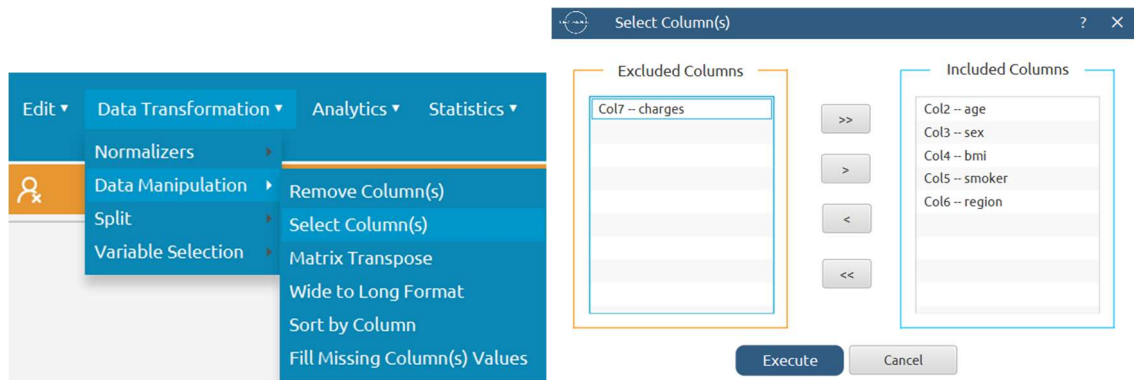 Edit ▾ Data Transformation ▾ Analytics ▾ Statistics ▾
Normalizers
Data Manipulation
Split
Variable Selection
Remove Column(s)
Select Column(s)
Matrix Transpose
Wide to Long Format
Sort by Column
Fill Missing Column(s) Values
Select Column(s) ? ✕
Excluded Columns
Col7 -- charges
>>
>
<
<<
Included Columns
Col2 -- age
Col3 -- sex
Col4 -- bmi
Col5 -- smoker
Col6 -- region
Execute Cancel